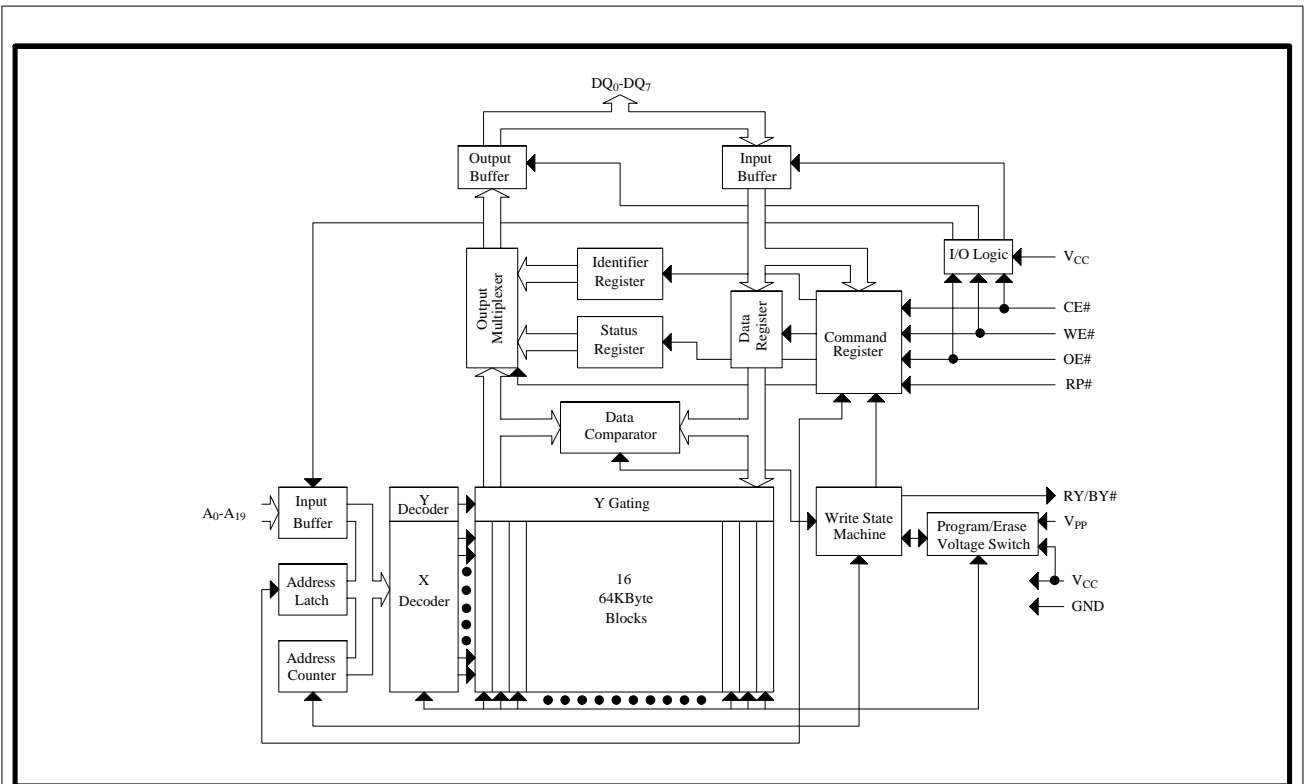 DQ0-DQ7
Output
Buffer
Input
Buffer
I/O Logic
VCC
Output
Multiplexer
Identifier
Register
Status
Register
Data
Register
Command
Register
CE#
WE#
OE#
RP#
Data
Comparator
A0-A19
Input
Buffer
Y
Decoder
Y Gating
Address
Latch
X
Decoder
16
64KByte
Blocks
Address
Counter
Write State
Machine
Program/Erase
Voltage Switch
RY/BY#
VPP
VCC
GND